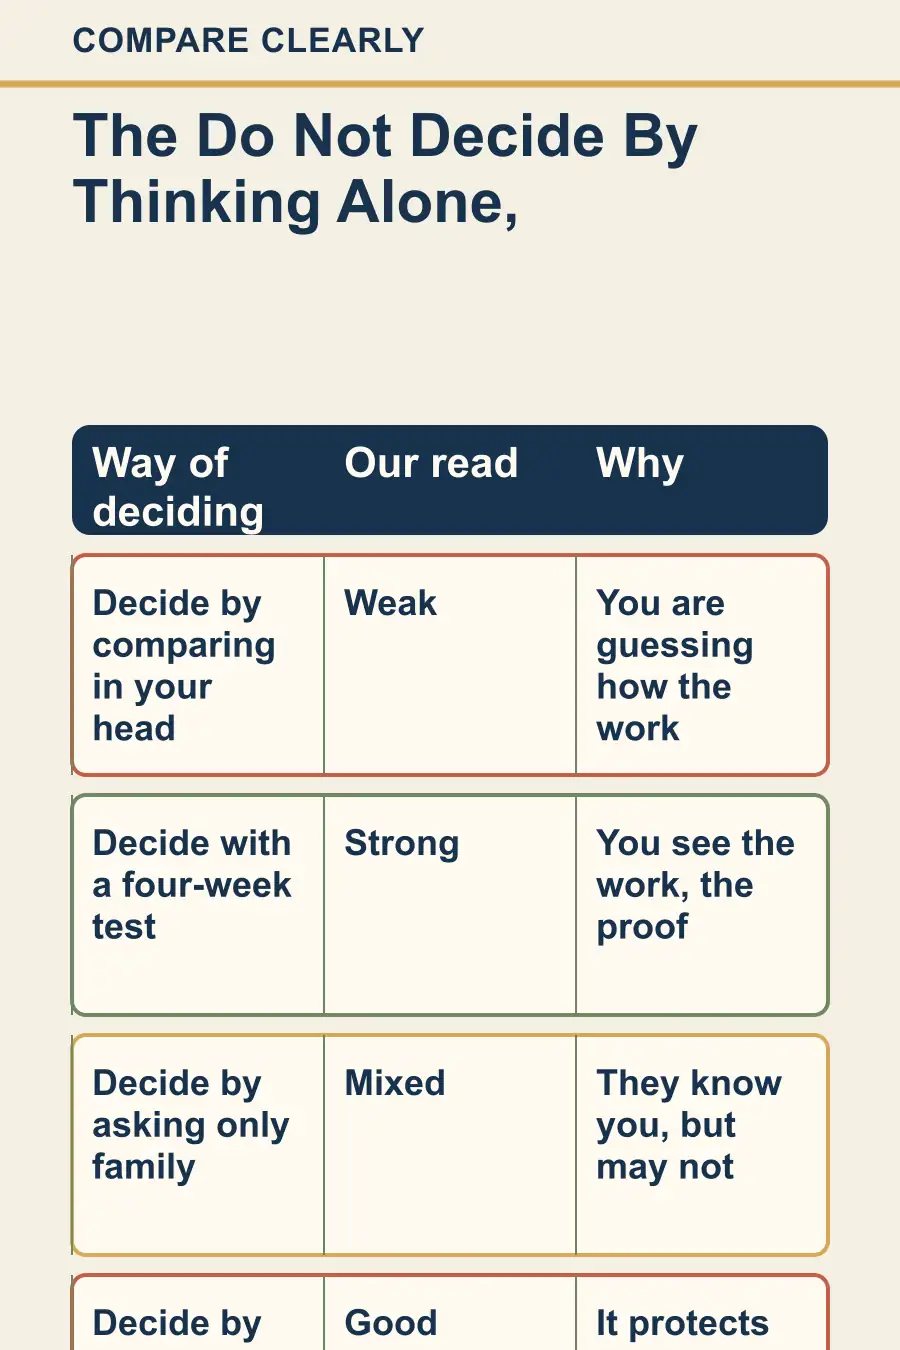 COMPARE CLEARLY
The Do Not Decide By
Thinking Alone,
Way of
deciding
Our read
Why
Decide by
comparing
in your
head
Weak
You are
guessing
how the
work
Decide with
a four-week
test
Strong
You see the
work, the
proof
Decide by
asking only
family
Mixed
They know
you, but
may not
Decide by
Good
It protects